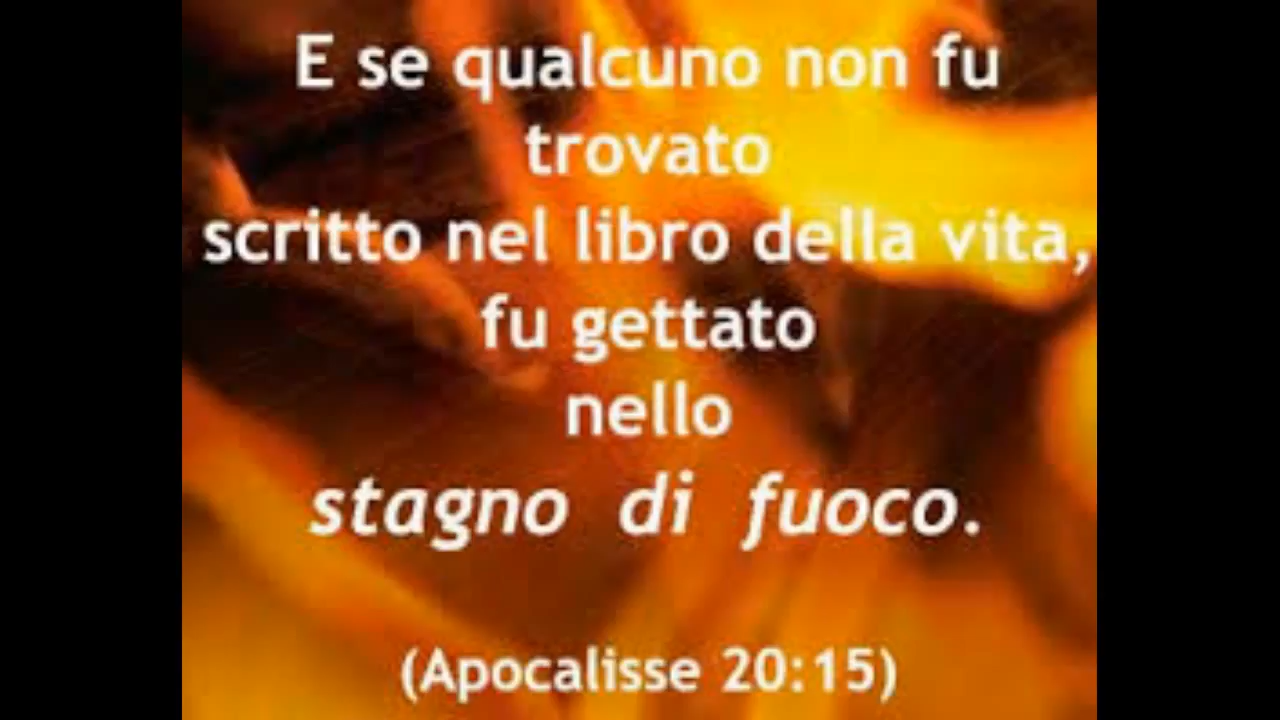 E se qualcuno non fu
trovato
scritto nel libro della vita,
fu gettato
nello
stagno di fuoco.
(Apocalisse 20:15)